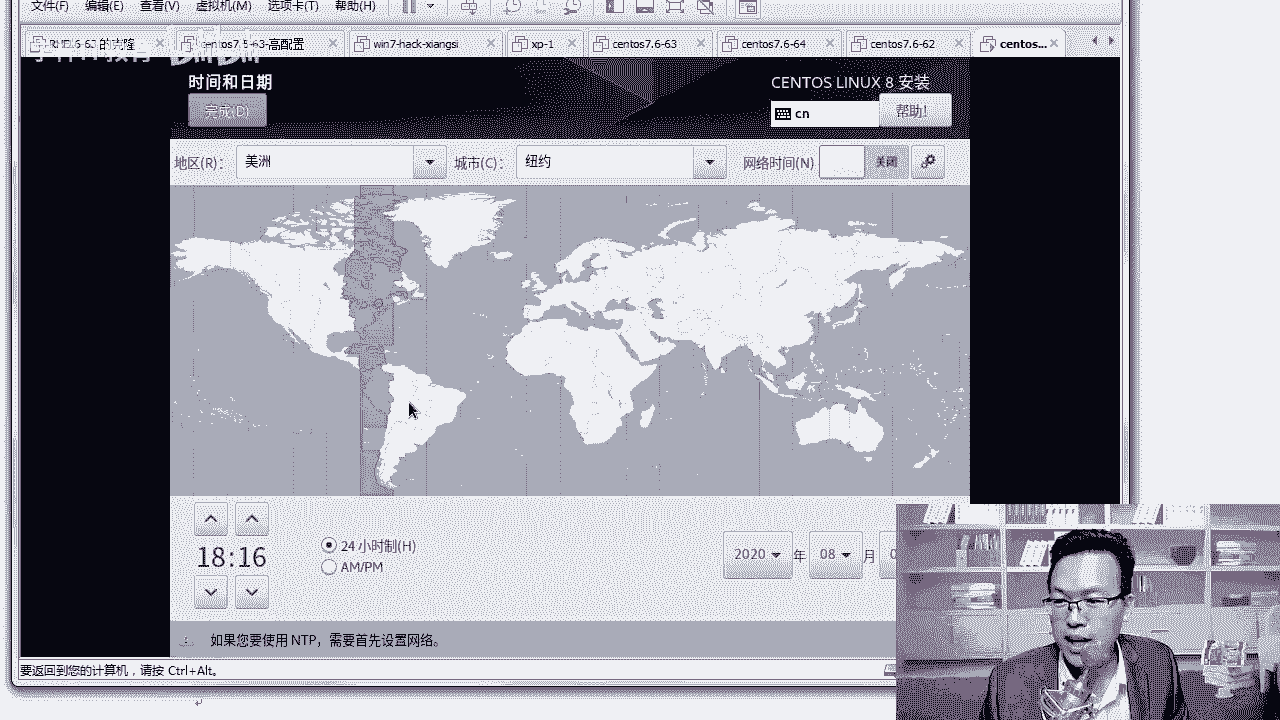 文件(F) 编辑(E) 查看(V) 虚拟机(M) 选项卡(T) 帮助(H)
的克隆 centos7.5-63-高配置 win7-hack-xiegsi xp-1 centos7.6-63 centos7.6-64 centos7.6-62 centos...
时间和日期 CENTOS LINUX 8 安装
完成(D) cn 帮助!
地区(R): 美洲 城市(C): 纽约 网络时间(N) 关闭
18:16 24 小时制(H)
AM/PM
2020 年 08 月
如果您要使用 NTP，需要首先设置网络。
要返回到您的计算机，请按 Ctrl+Alt。